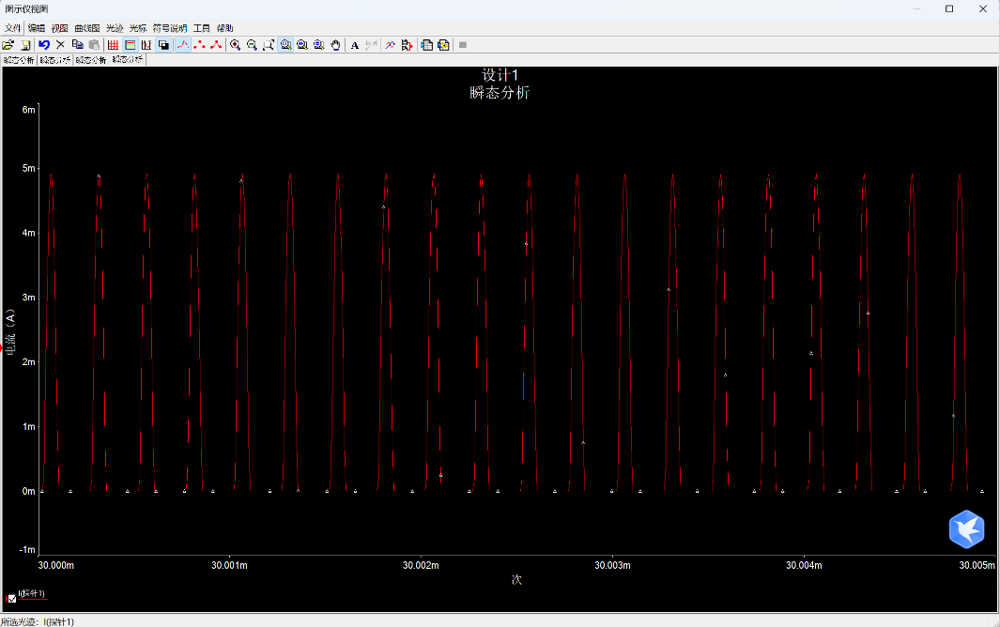 图示仪视图
文件 编辑 视图 曲线图 光迹 光标 符号说明 工具 帮助
A
瞬态分析 瞬态分析 瞬态分析 瞬态分析
设计1
瞬态分析
6m
5m
4m
3m
2m
1m
0m
-1m
电流（A）
30.000m 30.001m 30.002m 30.003m 30.004m 30.005m
次
I(探针1)
所选光迹：I(探针1)